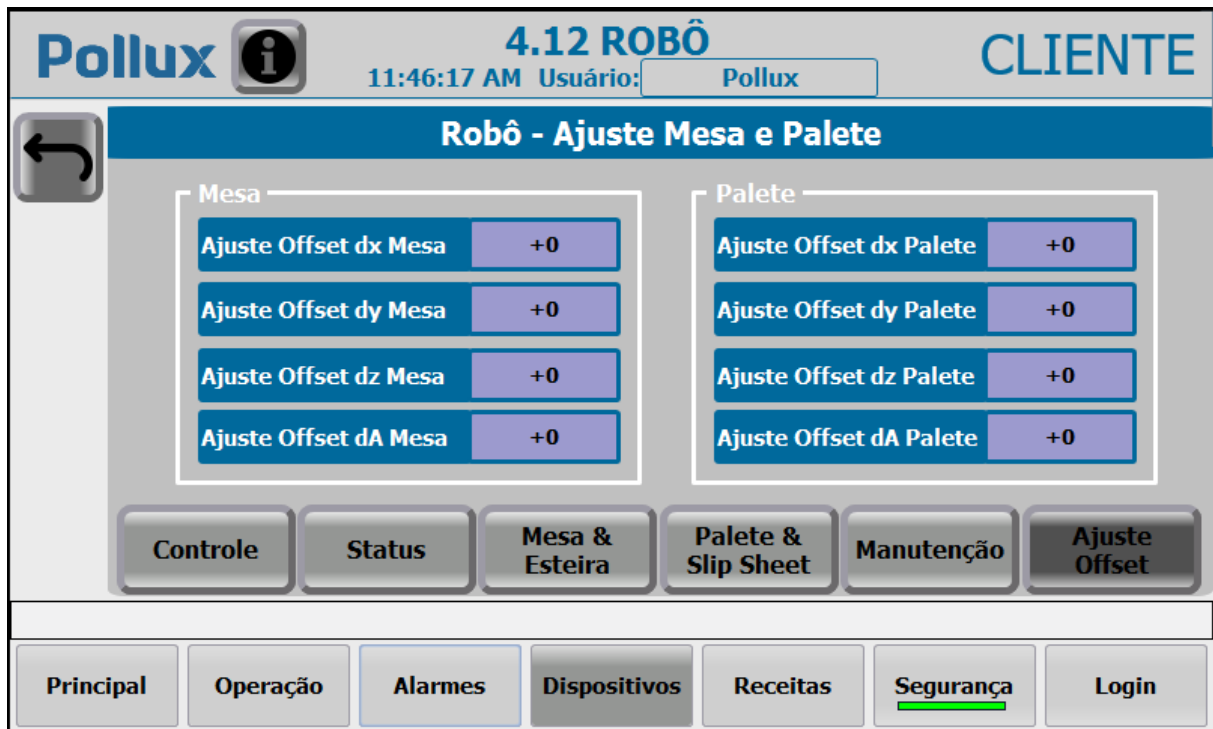 Pollux
4.12 ROBÔ
CLIENTE
11:46:17 AM Usuário: Pollux
Robô - Ajuste Mesa e Palete
Mesa
Ajuste Offset dx Mesa +0
Ajuste Offset dy Mesa +0
Ajuste Offset dz Mesa +0
Ajuste Offset dA Mesa +0
Palete
Ajuste Offset dx Palete +0
Ajuste Offset dy Palete +0
Ajuste Offset dz Palete +0
Ajuste Offset dA Palete +0
Controle
Status
Mesa &
Esteira
Palete &
Slip Sheet
Manutenção
Ajuste
Offset
Principal
Operação
Alarmes
Dispositivos
Receitas
Segurança
Login